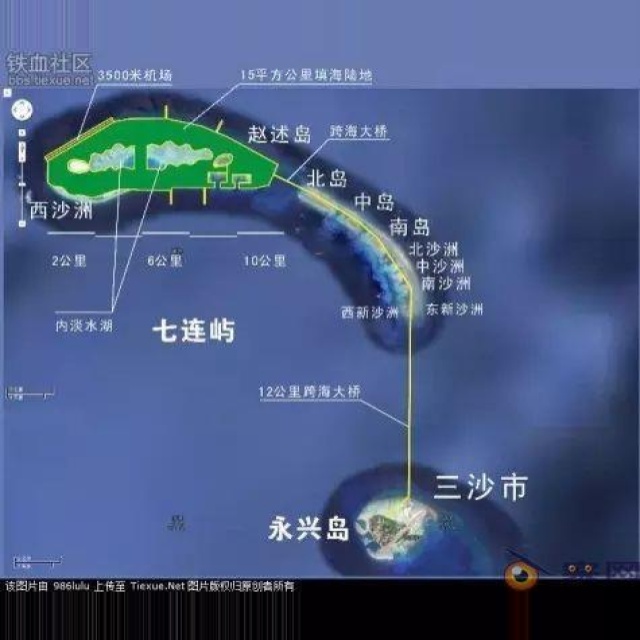 铁血社区
bbs.tiexue.net
3500米机场
15平方公里填海陆地
赵述岛
跨海大桥
北岛
中岛
南岛
西沙洲
北沙洲
中沙洲
南沙洲
2公里
6公里
10公里
西新沙洲
东新沙洲
内淡水湖
七连屿
12公里跨海大桥
三沙市
永兴岛
该图片由 986lulu 上传至 Tiexue.Net 图片版权归原创者所有